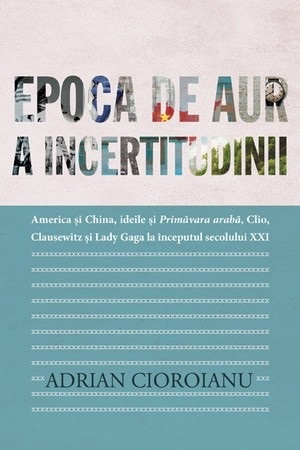 EPOCA DE AUR
A INCERTITUDINII
America și China, ideile și Primăvara arabă, Clio,
Clausewitz și Lady Gaga la începutul secolului XXI
ADRIAN CIOROIANU